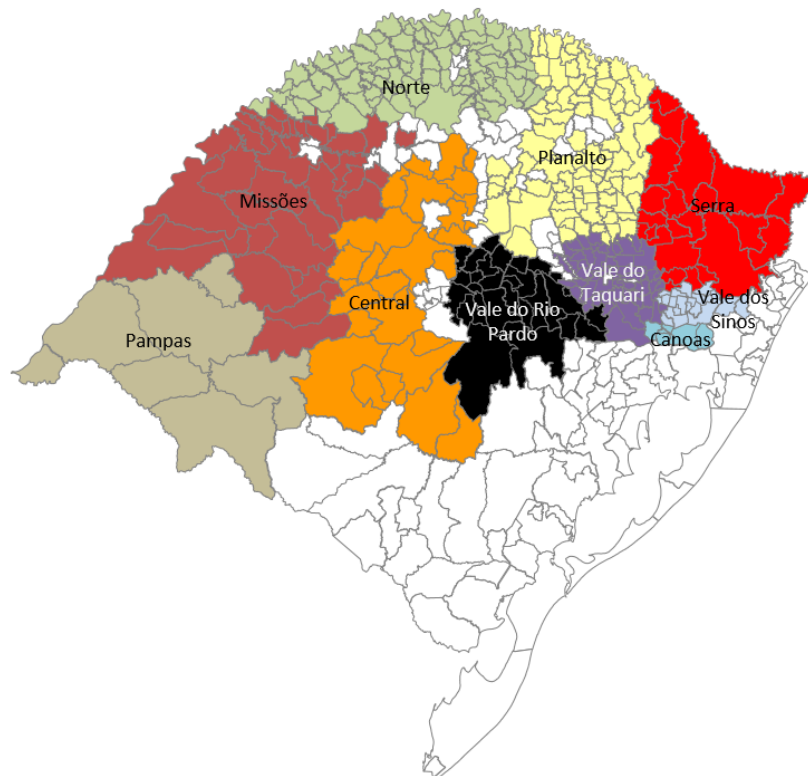 Norte
Planalto
Missões
Serra
Vale do
Taquari
Central
Vale do Rio
Pardo
Vale dos
Sinos
Pampas
Canoas